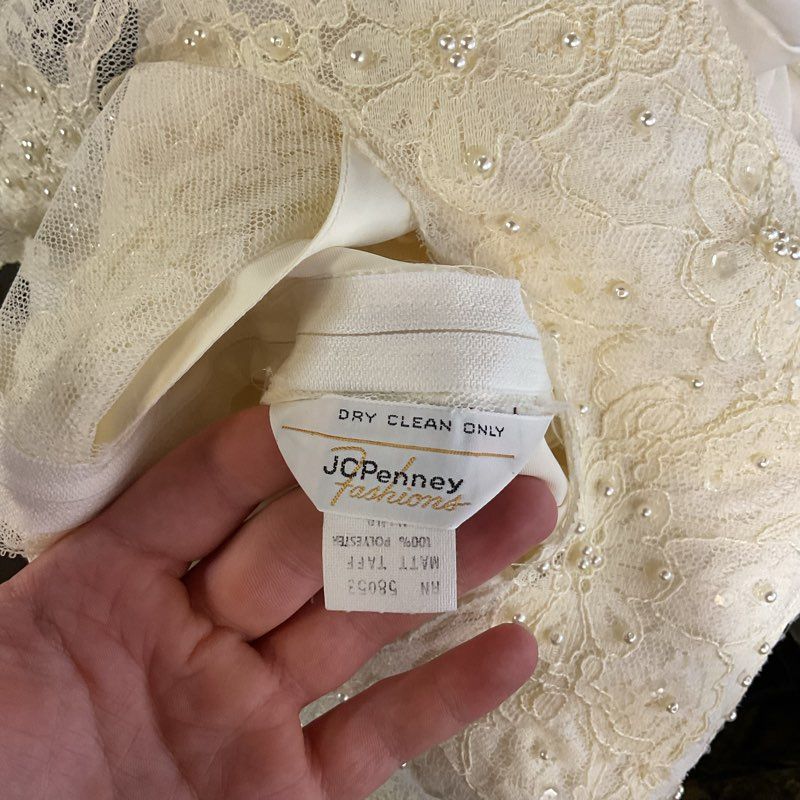 DRY CLEAN ONLY
JCPenney
Fashions
RN 58053
MATT TAFF
100% POLYESTER